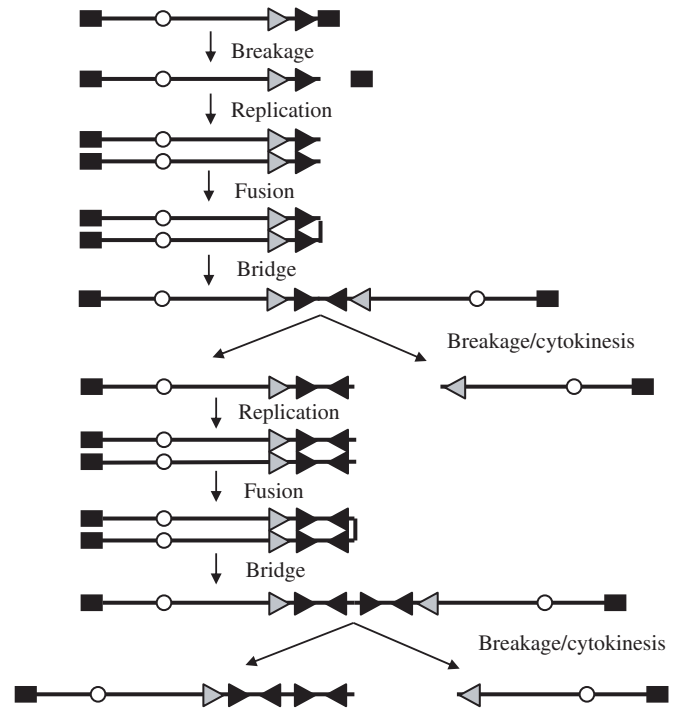 Breakage
Replication
Fusion
Bridge
Breakage/cytokinesis
Replication
Fusion
Bridge
Breakage/cytokinesis